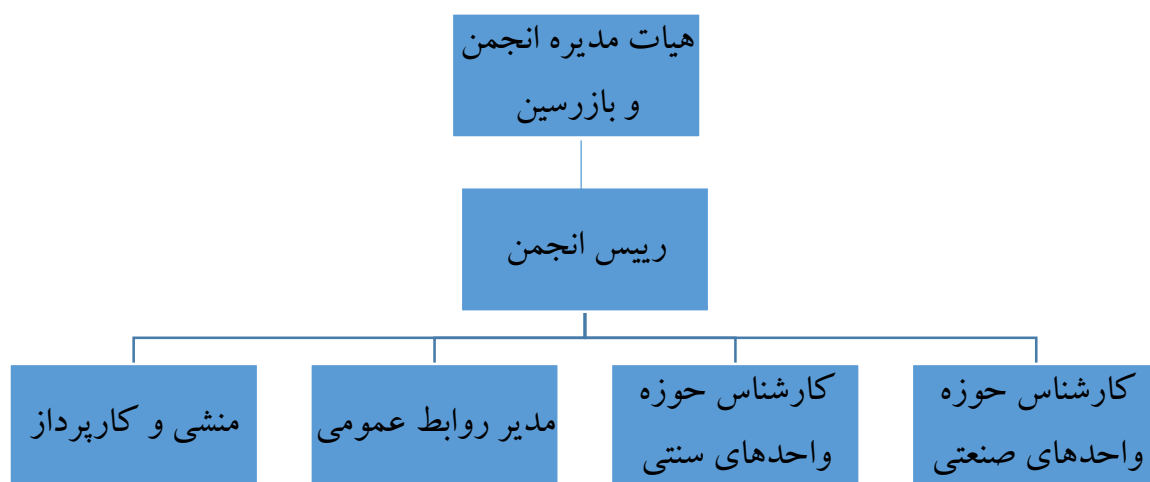 هیات مدیره انجمن
و بازرسین
رییس انجمن
کارشناس حوزه
واحدهای صنعتی
کارشناس حوزه
واحدهای سنتی
مدیر روابط عمومی
منشی و کارپرداز